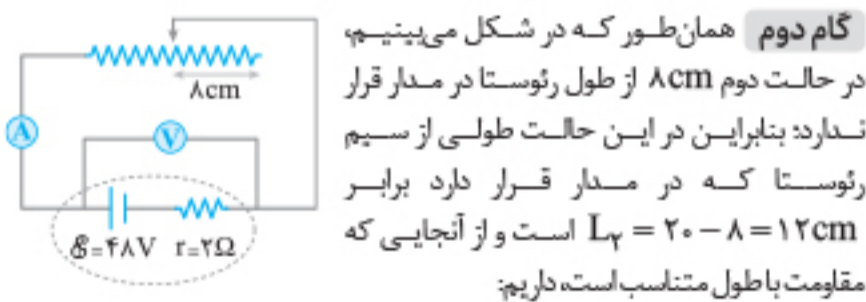 گام دوم همان‌طور که در شکل می‌بینیم،
در حالت دوم ۸cm از طول رئوستا در مدار قرار
ندارد؛ بنابراین در این حالت طولی از سیم
رئوستا که در مدار قرار دارد برابر
L₂ = ۲۰ − ۸ = ۱۲cm است و از آنجایی که
مقاومت با طول متناسب است، داریم:
۸cm
A
V
ℰ=۴۸V r=۲Ω